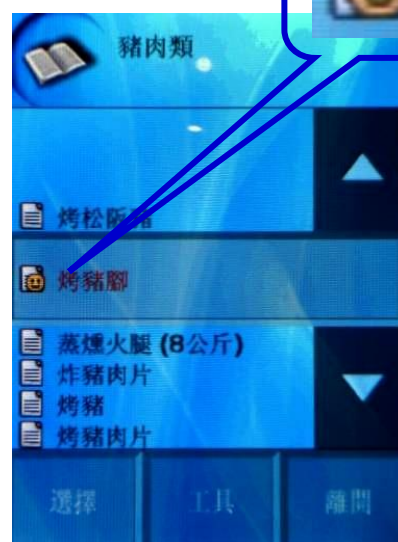 豬肉類
烤松阪豬
烤豬腳
蒸燻火腿 (8公斤)
炸豬肉片
烤豬
烤豬肉片
選擇
工具
離開